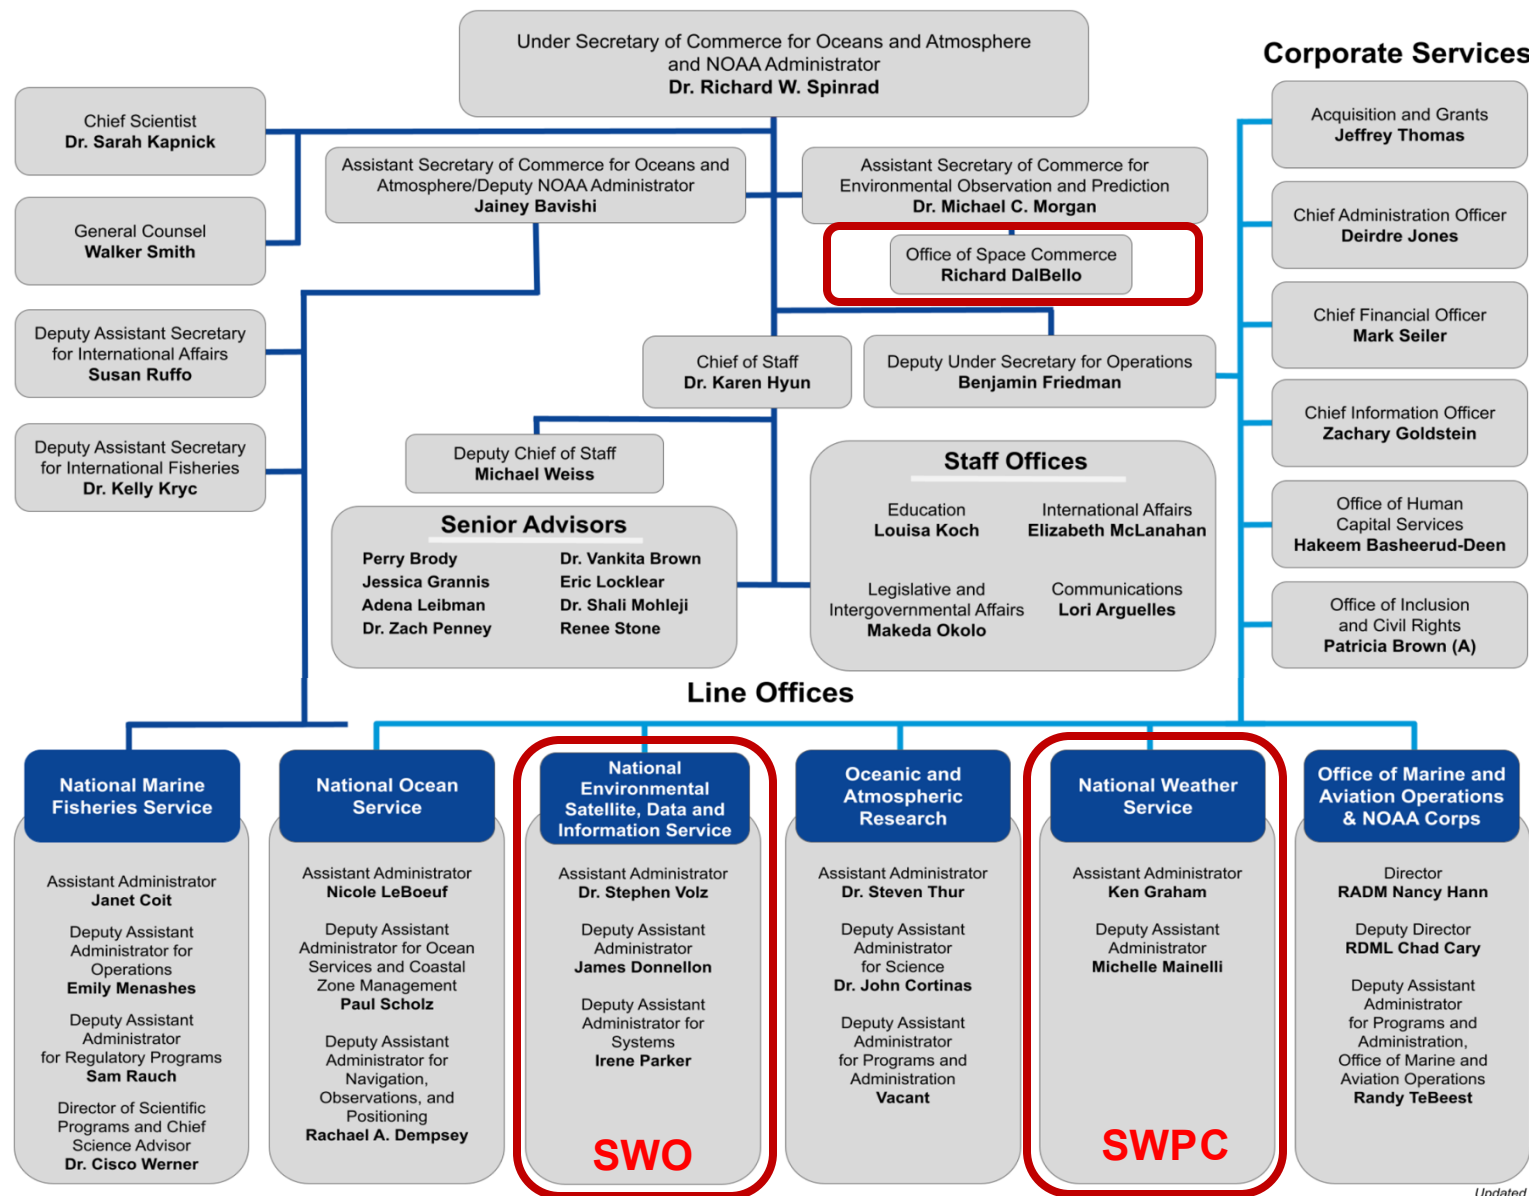 Under Secretary of Commerce for Oceans and Atmosphere
and NOAA Administrator
Dr. Richard W. Spinrad
Corporate Services
Chief Scientist
Dr. Sarah Kapnick
General Counsel
Walker Smith
Assistant Secretary of Commerce for Oceans and
Atmosphere/Deputy NOAA Administrator
Jainey Bavishi
Assistant Secretary of Commerce for
Environmental Observation and Prediction
Dr. Michael C. Morgan
Office of Space Commerce
Richard DalBello
Deputy Assistant Secretary
for International Affairs
Susan Ruffo
Deputy Assistant Secretary
for International Fisheries
Dr. Kelly Kryc
Chief of Staff
Dr. Karen Hyun
Deputy Under Secretary for Operations
Benjamin Friedman
Deputy Chief of Staff
Michael Weiss
Senior Advisors
Perry Brody
Jessica Grannis
Adena Leibman
Dr. Zach Penney
Dr. Vankita Brown
Eric Locklear
Dr. Shali Mohleji
Renee Stone
Staff Offices
Education
Louisa Koch
International Affairs
Elizabeth McLanahan
Legislative and
Intergovernmental Affairs
Makeda Okolo
Communications
Lori Arguelles
Acquisition and Grants
Jeffrey Thomas
Chief Administration Officer
Deirdre Jones
Chief Financial Officer
Mark Seiler
Chief Information Officer
Zachary Goldstein
Office of Human
Capital Services
Hakeem Basheerud-Deen
Office of Inclusion
and Civil Rights
Patricia Brown (A)
Line Offices
National Marine
Fisheries Service
Assistant Administrator
Janet Coit
Deputy Assistant
Administrator for
Operations
Emily Menashes
Deputy Assistant
Administrator
for Regulatory Programs
Sam Rauch
Director of Scientific
Programs and Chief
Science Advisor
Dr. Cisco Werner
National Ocean
Service
Assistant Administrator
Nicole LeBoeuf
Deputy Assistant
Administrator for Ocean
Services and Coastal
Zone Management
Paul Scholz
Deputy Assistant
Administrator for
Navigation,
Observations, and
Positioning
Rachael A. Dempsey
National
Environmental
Satellite, Data and
Information Service
Assistant Administrator
Dr. Stephen Volz
Deputy Assistant
Administrator
James Donnellon
Deputy Assistant
Administrator for
Systems
Irene Parker
SWO
Oceanic and
Atmospheric
Research
Assistant Administrator
Dr. Steven Thur
Deputy Assistant
Administrator
for Science
Dr. John Cortinas
Deputy Assistant
Administrator
for Programs and
Administration
Vacant
National Weather
Service
Assistant Administrator
Ken Graham
Deputy Assistant
Administrator
Michelle Mainelli
SWPC
Office of Marine and
Aviation Operations
& NOAA Corps
Director
RADM Nancy Hann
Deputy Director
RDML Chad Cary
Deputy Assistant
Administrator
for Programs and
Administration,
Office of Marine and
Aviation Operations
Randy TeBeest
Updated